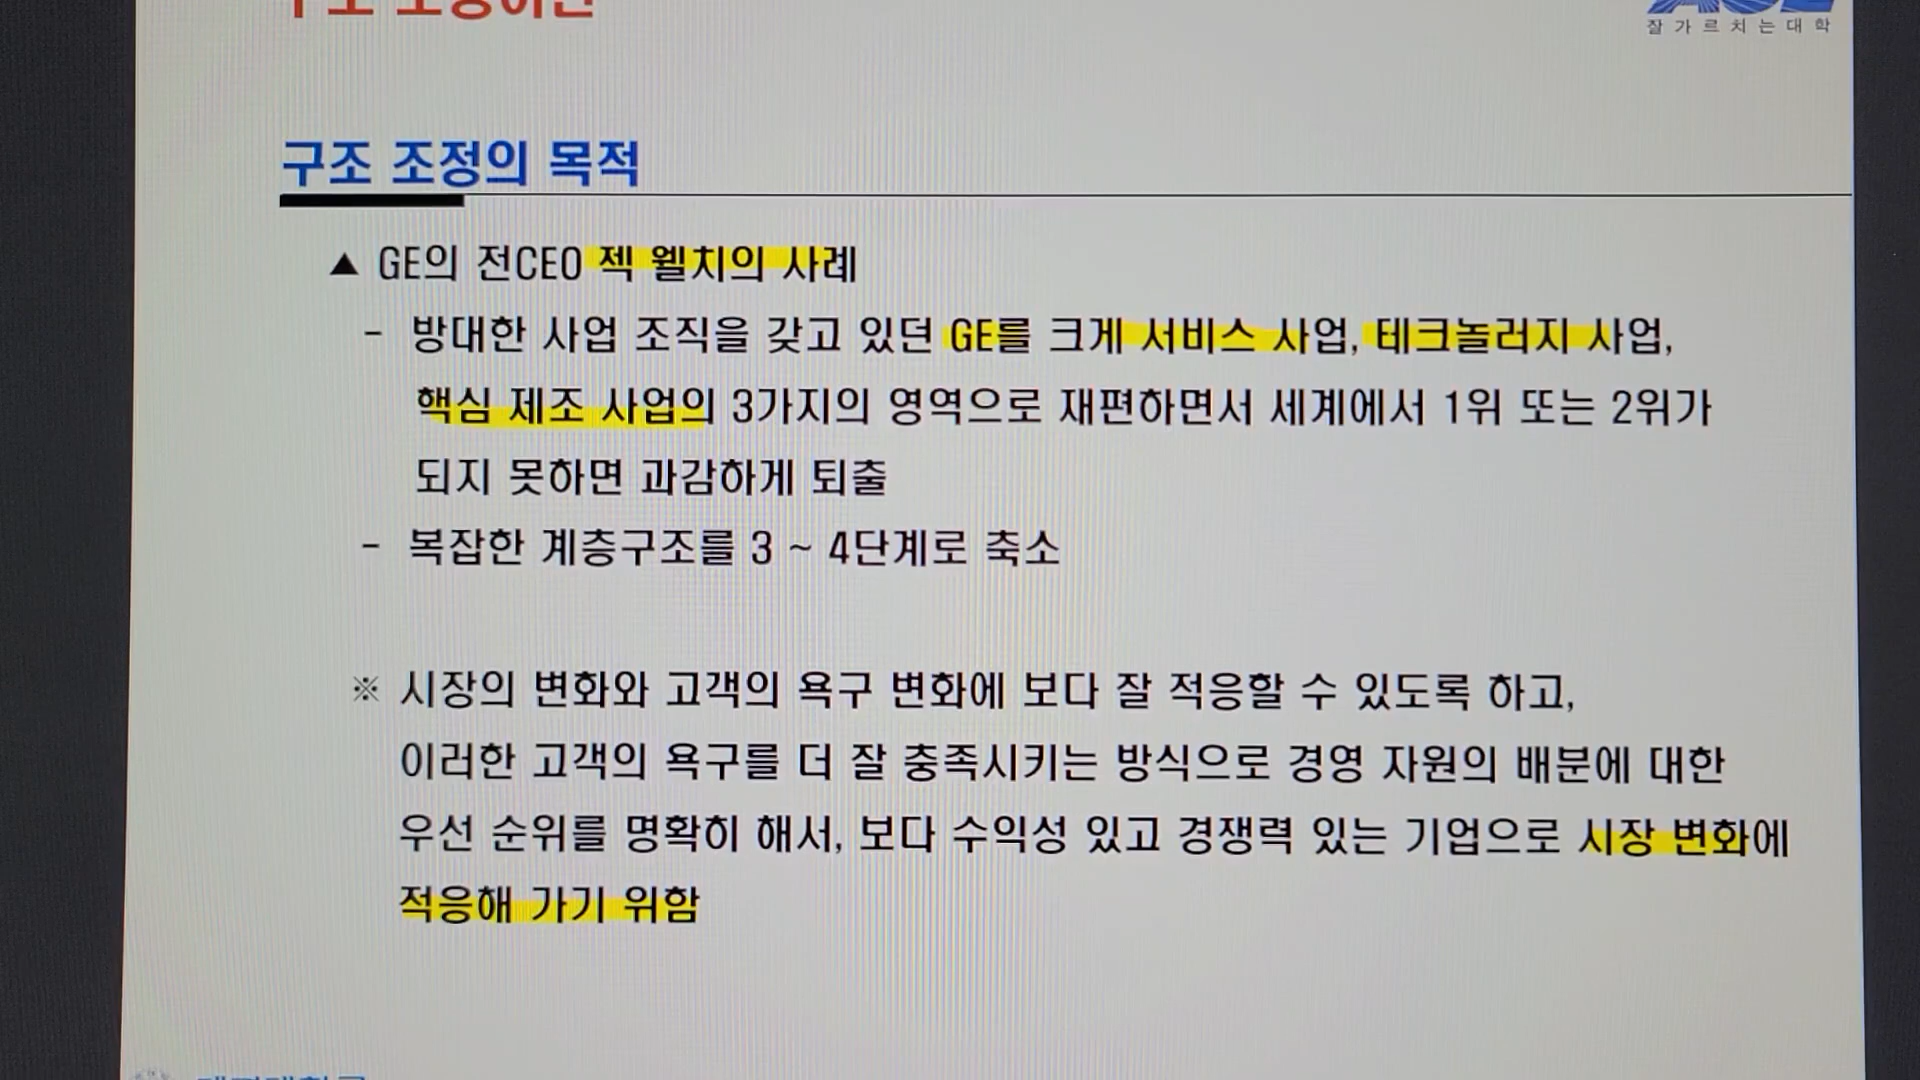 구조 조정이란
잘 가 르 치 는 대 학
구조 조정의 목적
▲ GE의 전CEO 젝 웰치의 사례
- 방대한 사업 조직을 갖고 있던 GE를 크게 서비스 사업, 테크놀러지 사업,
핵심 제조 사업의 3가지의 영역으로 재편하면서 세계에서 1위 또는 2위가
되지 못하면 과감하게 퇴출
- 복잡한 계층구조를 3 ~ 4단계로 축소
※ 시장의 변화와 고객의 욕구 변화에 보다 잘 적응할 수 있도록 하고,
이러한 고객의 욕구를 더 잘 충족시키는 방식으로 경영 자원의 배분에 대한
우선 순위를 명확히 해서, 보다 수익성 있고 경쟁력 있는 기업으로 시장 변화에
적응해 가기 위함